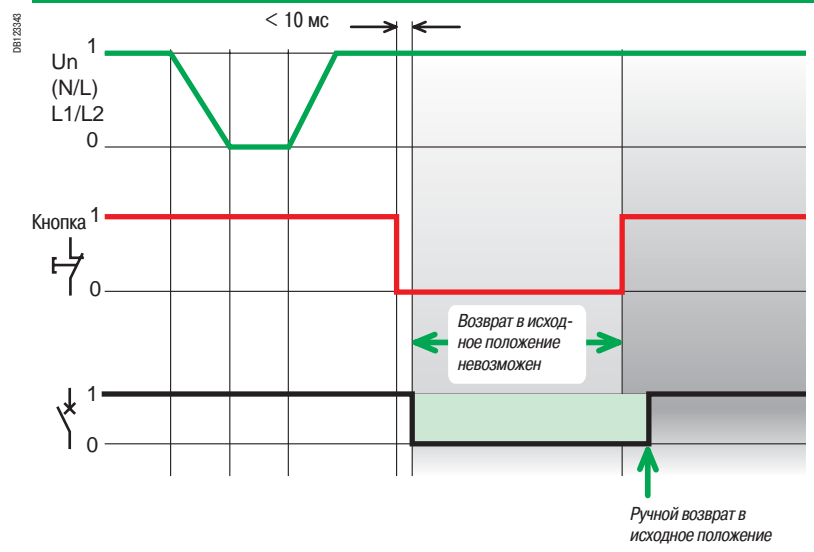 DB123343
< 10 мс
Un
(N/L)
L1/L2
1
0
Кнопка
1
0
Возврат в исход-
ное положение
невозможен
1
0
Ручной возврат в
исходное положение